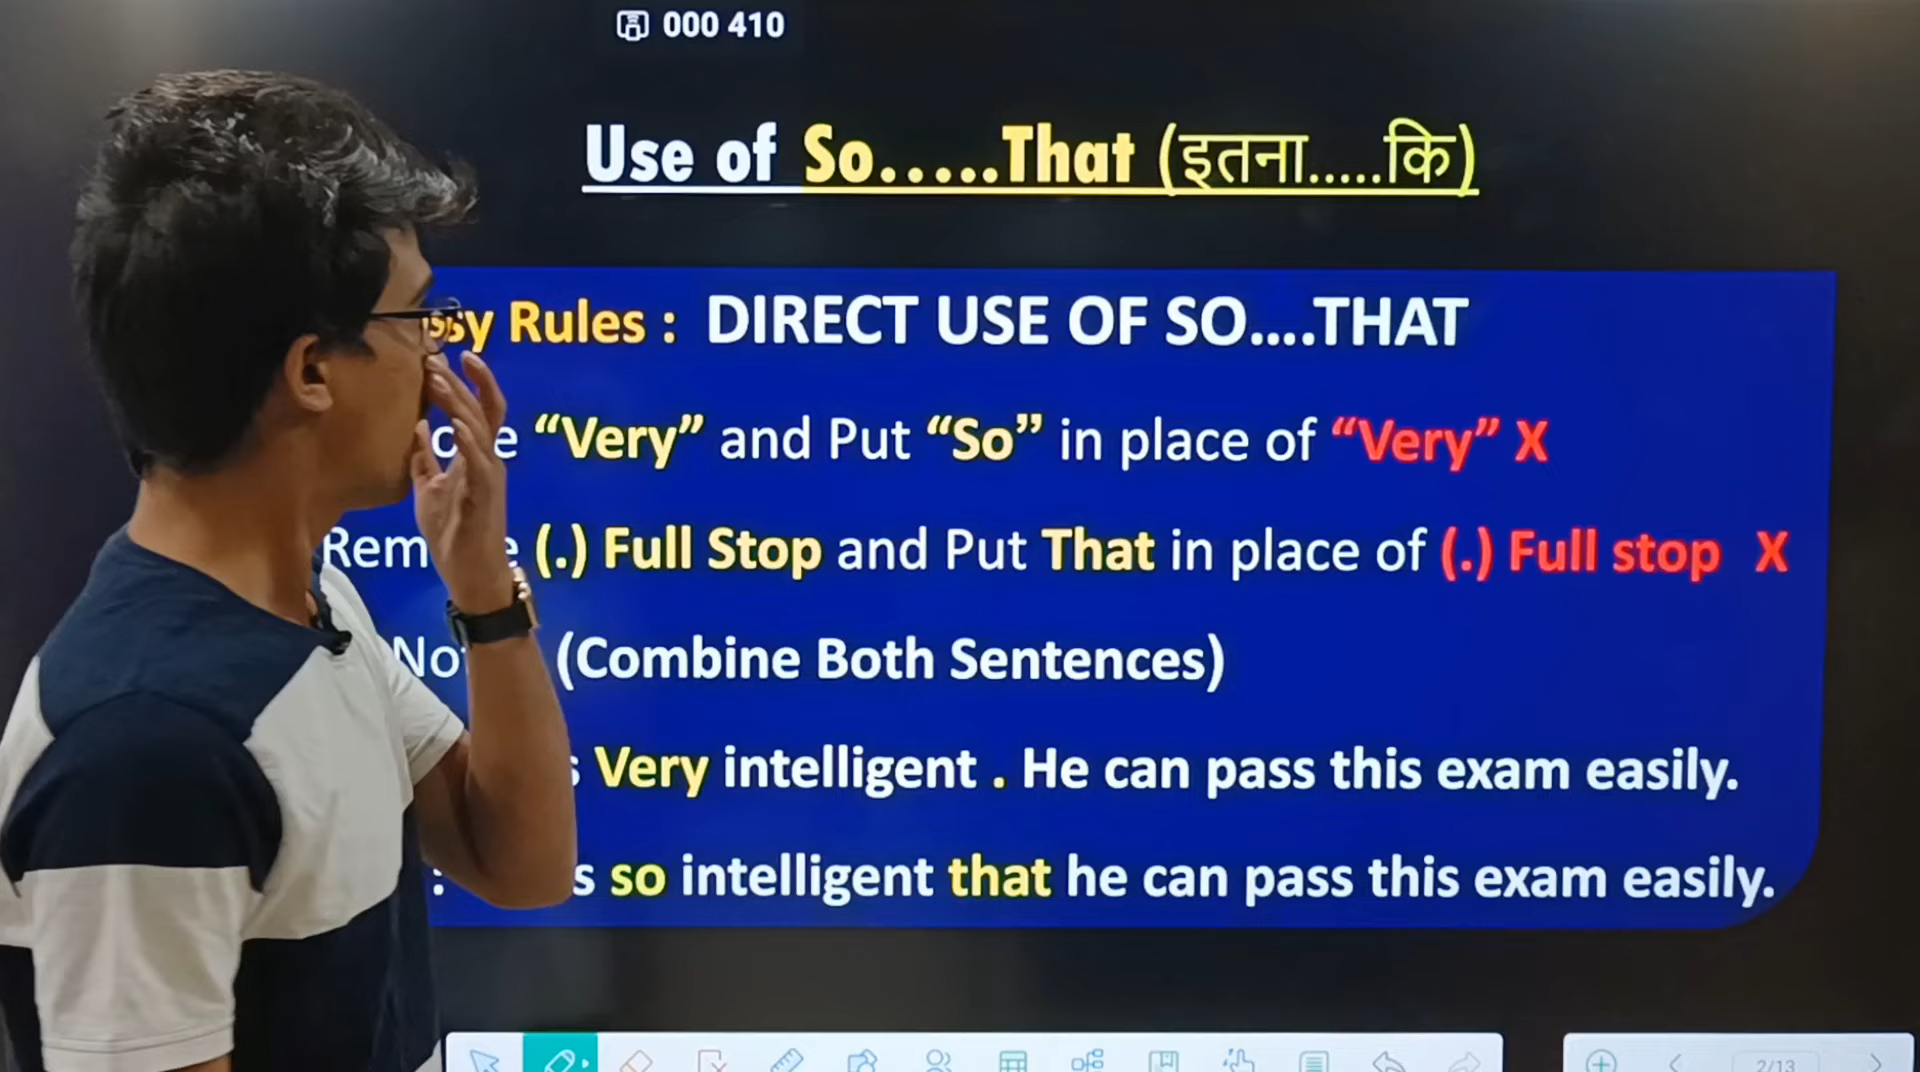 000 410
Use of So.....That (इतना.....कि)
Rules : DIRECT USE OF SO....THAT
“Very” and Put “So” in place of “Very” X
(.) Full Stop and Put That in place of (.) Full stop X
(Combine Both Sentences)
Very intelligent . He can pass this exam easily.
: so intelligent that he can pass this exam easily.
2/13